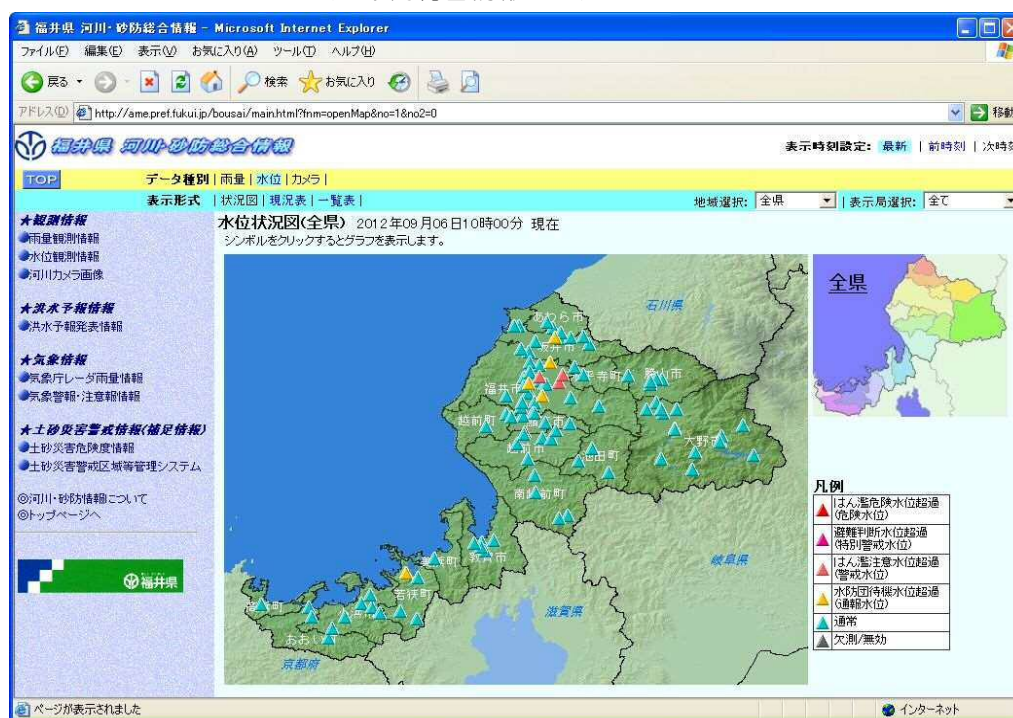 福井県 河川・砂防総合情報 - Microsoft Internet Explorer
ファイル(F) 編集(E) 表示(V) お気に入り(A) ツール(T) ヘルプ(H)
戻る 検索 お気に入り
アドレス(D) http://ame.pref.fukui.jp/bousai/main.html?fnm=openMap&no=1&no2=0 移動
福井県 河川・砂防総合情報
表示時刻設定: 最新 | 前時刻 | 次時刻
TOP データ種別 | 雨量 | 水位 | カメラ |
表示形式 | 状況図 | 現況表 | 一覧表 | 地域選択: 全県 | 表示局選択: 全て
★観測情報
雨量観測情報
水位観測情報
河川カメラ画像
★洪水予報情報
洪水予報発表情報
★気象情報
気象庁レーダ雨量情報
気象警報・注意報情報
★土砂災害警戒情報(補足情報)
土砂災害危険度情報
土砂災害警戒区域等管理システム
◎河川・砂防情報について
◎トップページへ
福井県
水位状況図(全県) 2012年09月06日10時00分 現在
シンボルをクリックするとグラフを表示します。
石川県
あわら市
坂井市
福井市
勝山市
越前町
大野市
池田町
南越前町
敦賀市
若狭町
岐阜県
滋賀県
京都府
全県
凡例
はん濫危険水位超過
(危険水位)
避難判断水位超過
(特別警戒水位)
はん濫注意水位超過
(警戒水位)
水防団待機水位超過
(通報水位)
通常
欠測/無効
ページが表示されました
インターネット